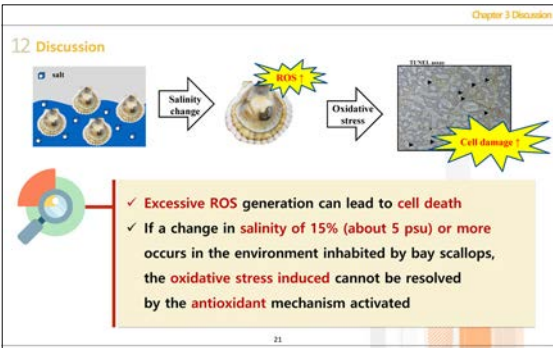 Chapter 3 Discussion
12 Discussion
salt
Salinity
change
ROS ↑
Oxidative
stress
TUNEL assay
Cell damage ↑
✓ Excessive ROS generation can lead to cell death
✓ If a change in salinity of 15% (about 5 psu) or more
occurs in the environment inhabited by bay scallops,
the oxidative stress induced cannot be resolved
by the antioxidant mechanism activated
21